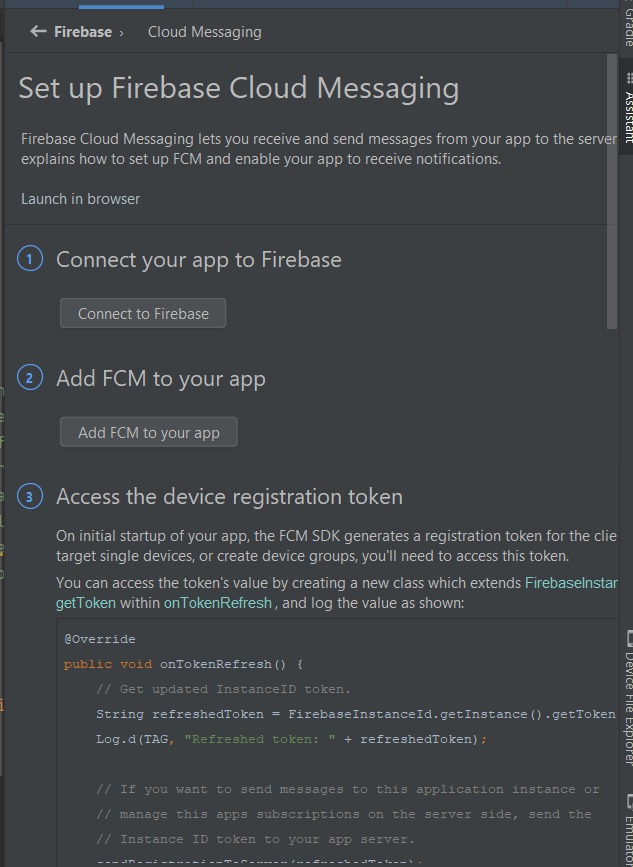 Firebase › Cloud Messaging
Set up Firebase Cloud Messaging
Firebase Cloud Messaging lets you receive and send messages from your app to the server
explains how to set up FCM and enable your app to receive notifications.
Launch in browser
1 Connect your app to Firebase
Connect to Firebase
2 Add FCM to your app
Add FCM to your app
3 Access the device registration token
On initial startup of your app, the FCM SDK generates a registration token for the clie
target single devices, or create device groups, you'll need to access this token.
You can access the token's value by creating a new class which extends FirebaseInstar
getToken within onTokenRefresh , and log the value as shown:
@Override
public void onTokenRefresh() {
// Get updated InstanceID token.
String refreshedToken = FirebaseInstanceId.getInstance().getToken
Log.d(TAG, "Refreshed token: " + refreshedToken);
// If you want to send messages to this application instance or
// manage this apps subscriptions on the server side, send the
// Instance ID token to your app server.
sendRegistrationToServer(refreshedToken);
Gradle
Assistant
Device File Explorer
Emulator